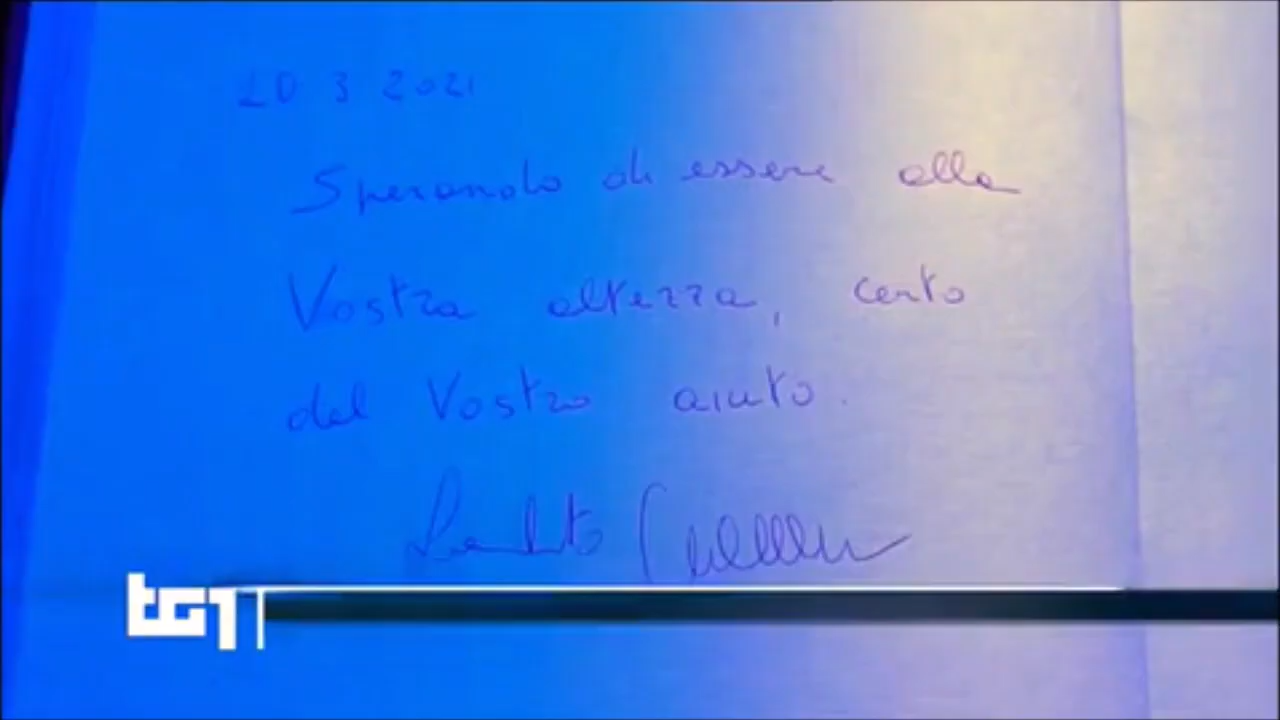 20 3 2021
Sperando di essere alla
Vostra altezza, certo
del Vostro aiuto.
tg1